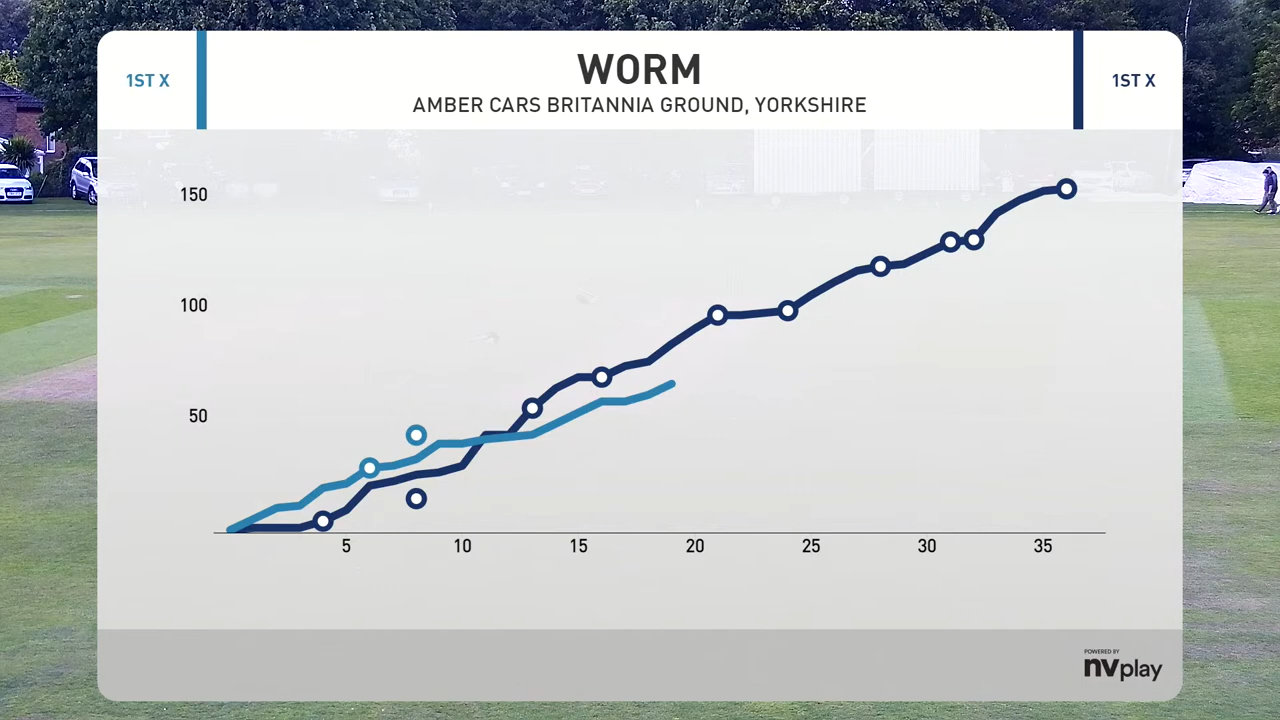 1ST X
WORM
AMBER CARS BRITANNIA GROUND, YORKSHIRE
1ST X
150
100
50
5 10 15 20 25 30 35
POWERED BY
nvplay